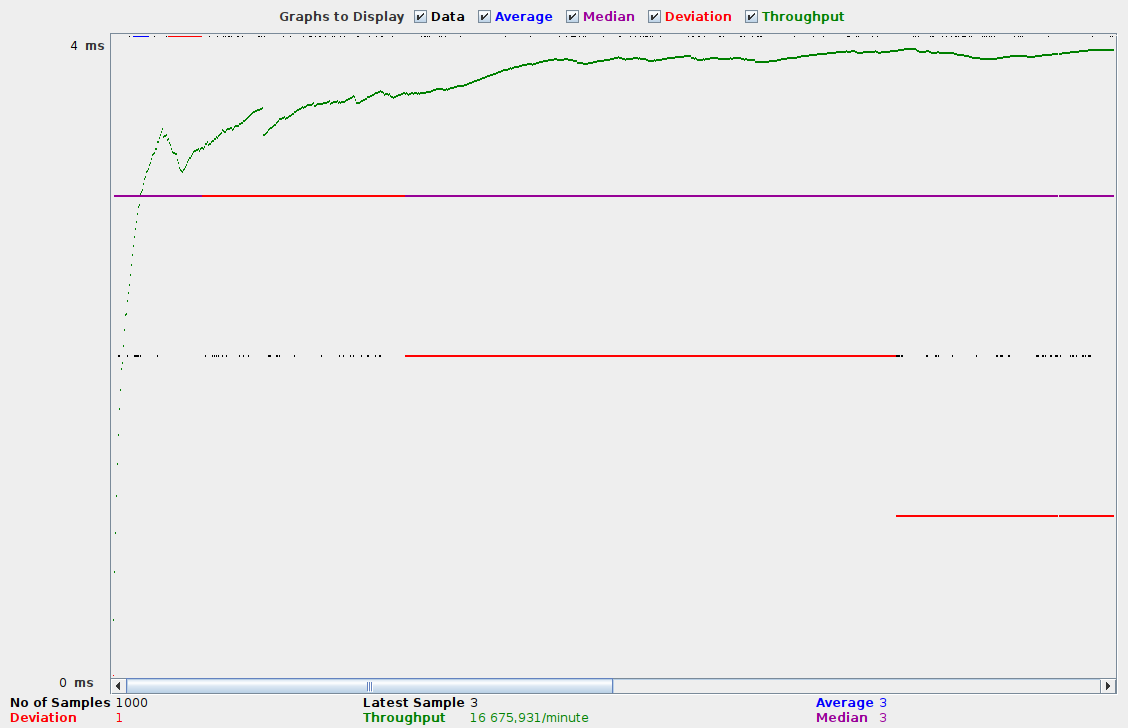 Graphs to Display Data Average Median Deviation Throughput
4 ms
0 ms
No of Samples 1000 Latest Sample 3 Average 3
Deviation 1 Throughput 16 675,931/minute Median 3